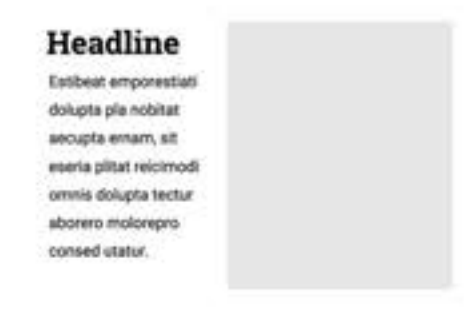 Headline
Estibeat emporestiati
dolupta pla nobitat
aecupta ernam, sit
eseria plitat reicimodi
omnis dolupta tectur
aborero molorepro
consed utatur.